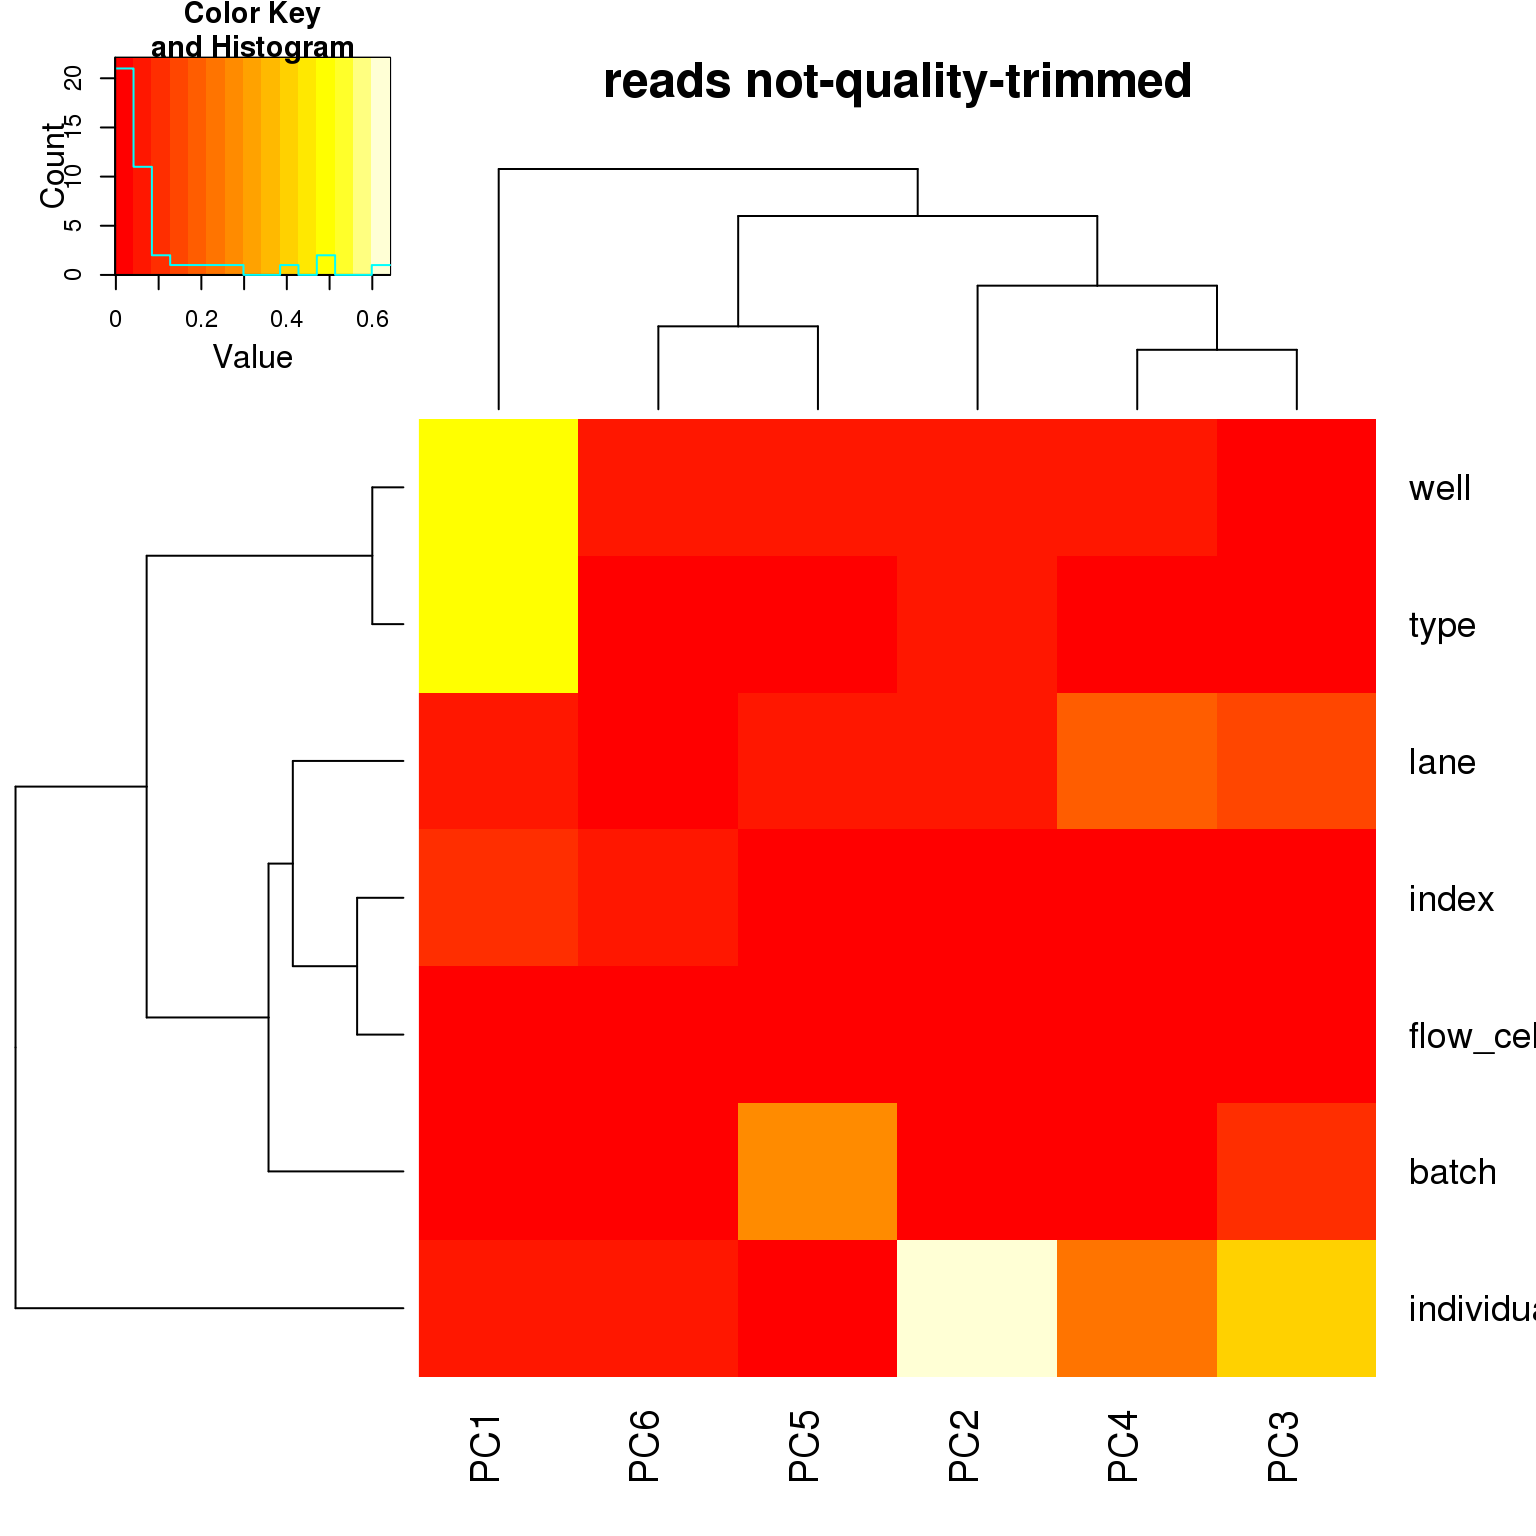 Color Key
and Histogram
reads not-quality-trimmed
Count
20
15
10
5
0
0
0.2
0.4
0.6
Value
well
type
lane
index
flow_cel
batch
individua
PC1
PC6
PC5
PC2
PC4
PC3